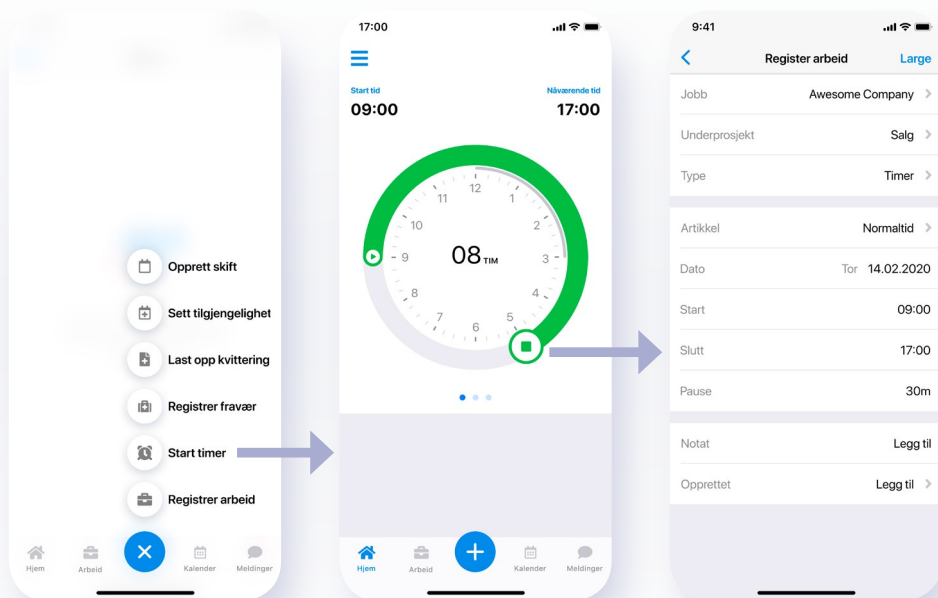 Opprett skift
Sett tilgjengelighet
Last opp kvittering
Registrer fravær
Start timer
Registrer arbeid
Hjem
Arbeid
Kalender
Meldinger
17:00
Start tid
Nåværende tid
09:00
17:00
12
1
2
3
4
5
6
7
8
9
10
11
08 TIM
Hjem
Arbeid
Kalender
Meldinger
9:41
Register arbeid
Large
Jobb Awesome Company
Underprosjekt Salg
Type Timer
Artikkel Normaltid
Dato Tor 14.02.2020
Start 09:00
Slutt 17:00
Pause 30m
Notat Legg til
Opprettet Legg til